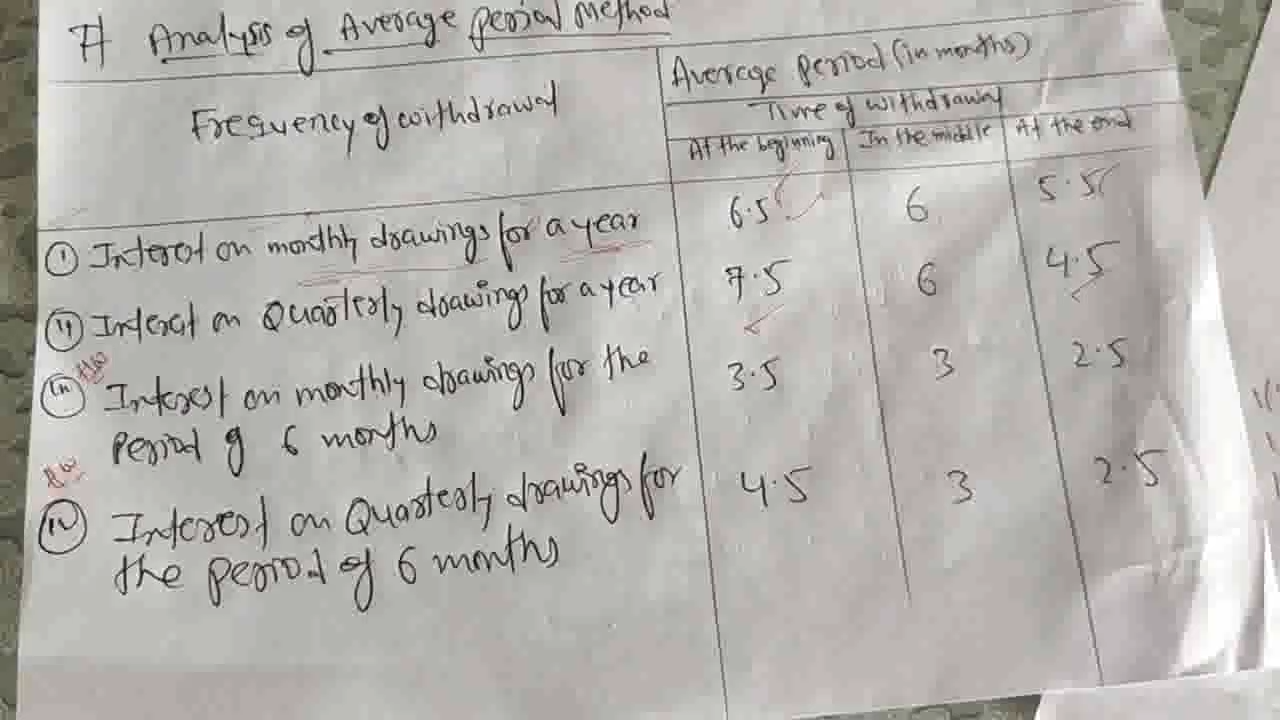 7) Analysis of Average period Method
Frequency of withdrawal
Average period (in months)
Time of withdrawal
At the beginning In the middle At the end
(i) Interest on monthly drawings for a year 6.5 6 5.5
(ii) Interest on Quarterly drawings for a year 7.5 6 4.5
HW
(iii) Interest on monthly drawings for the 3.5 3 2.5
period of 6 months
HW
(iv) Interest on Quarterly drawings for 4.5 3 2.5
the period of 6 months